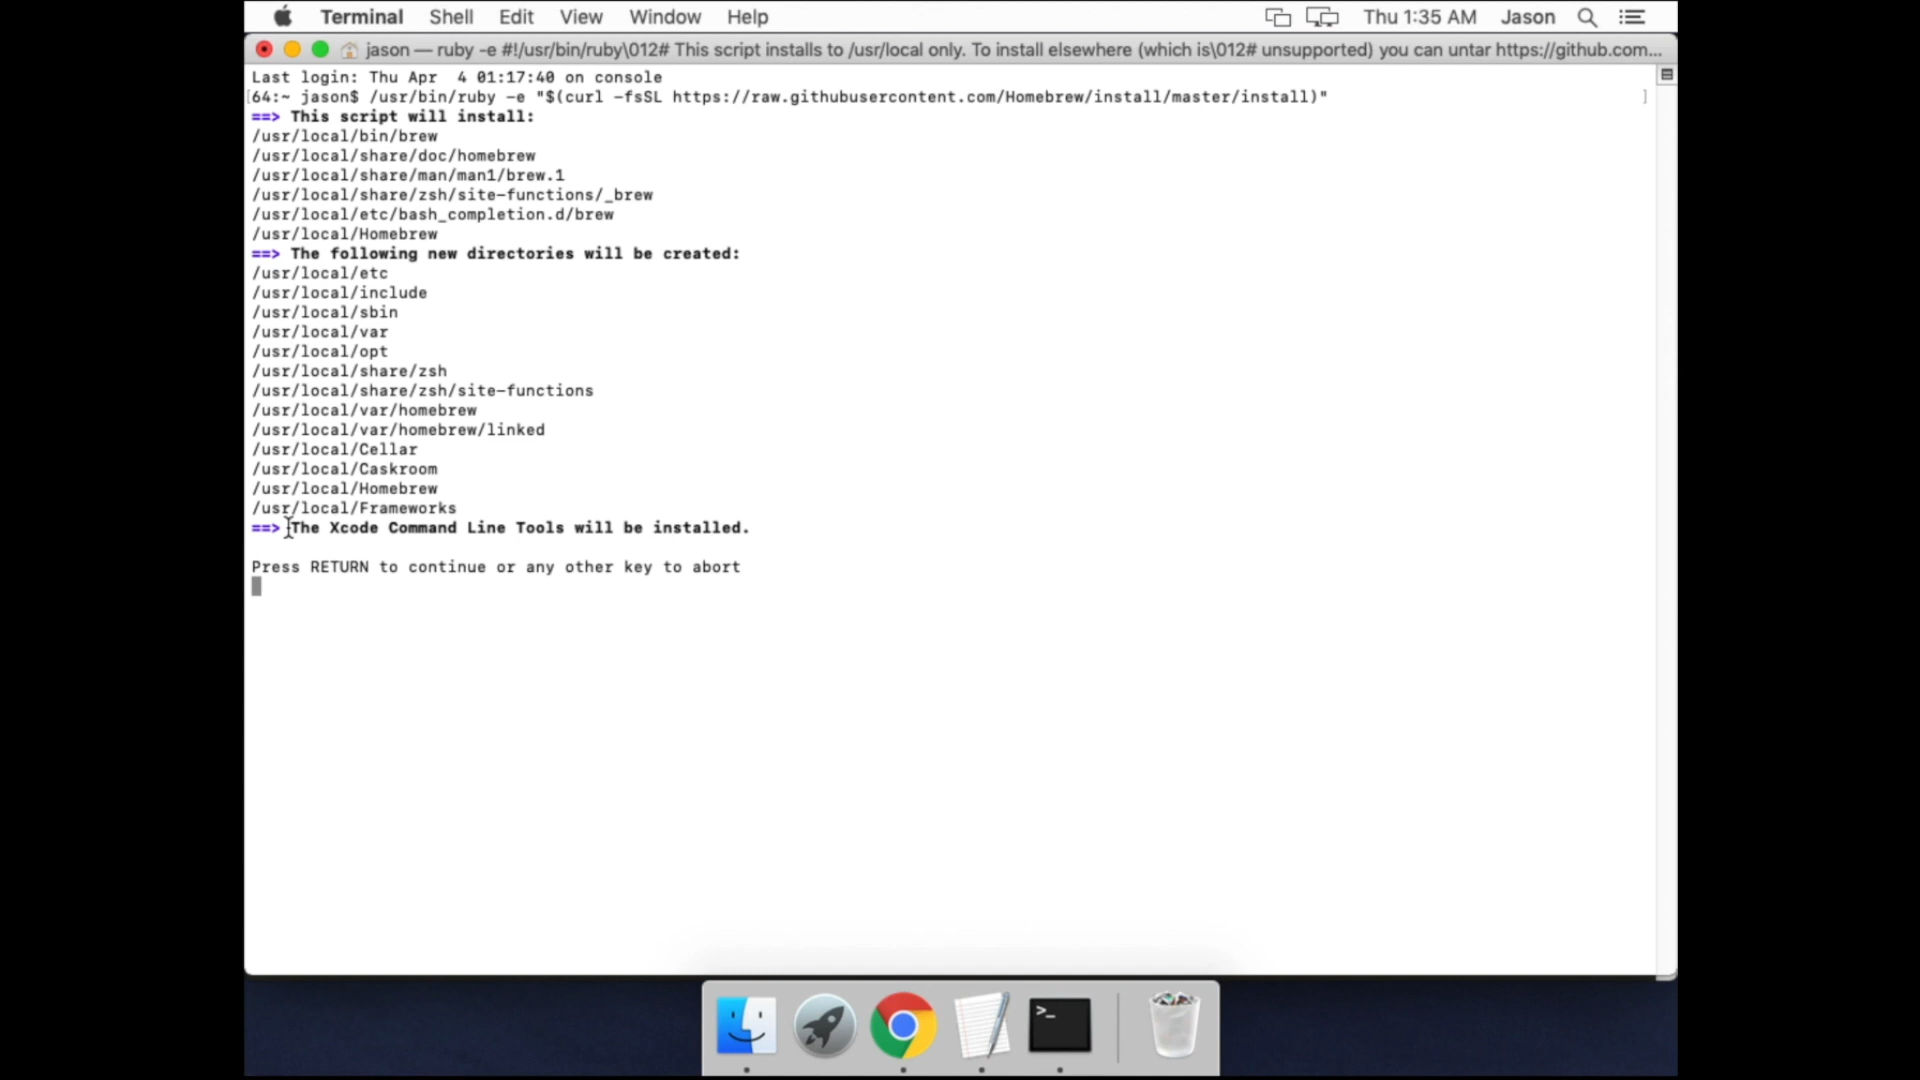 Terminal Shell Edit View Window Help Thu 1:35 AM Jason
jason — ruby -e #!/usr/bin/ruby\012# This script installs to /usr/local only. To install elsewhere (which is\012# unsupported) you can untar https://github.com...
Last login: Thu Apr  4 01:17:40 on console
[64:~ jason$ /usr/bin/ruby -e "$(curl -fsSL https://raw.githubusercontent.com/Homebrew/install/master/install)" ]
==> This script will install:
/usr/local/bin/brew
/usr/local/share/doc/homebrew
/usr/local/share/man/man1/brew.1
/usr/local/share/zsh/site-functions/_brew
/usr/local/etc/bash_completion.d/brew
/usr/local/Homebrew
==> The following new directories will be created:
/usr/local/etc
/usr/local/include
/usr/local/sbin
/usr/local/var
/usr/local/opt
/usr/local/share/zsh
/usr/local/share/zsh/site-functions
/usr/local/var/homebrew
/usr/local/var/homebrew/linked
/usr/local/Cellar
/usr/local/Caskroom
/usr/local/Homebrew
/usr/local/Frameworks
==> The Xcode Command Line Tools will be installed.
Press RETURN to continue or any other key to abort
>_